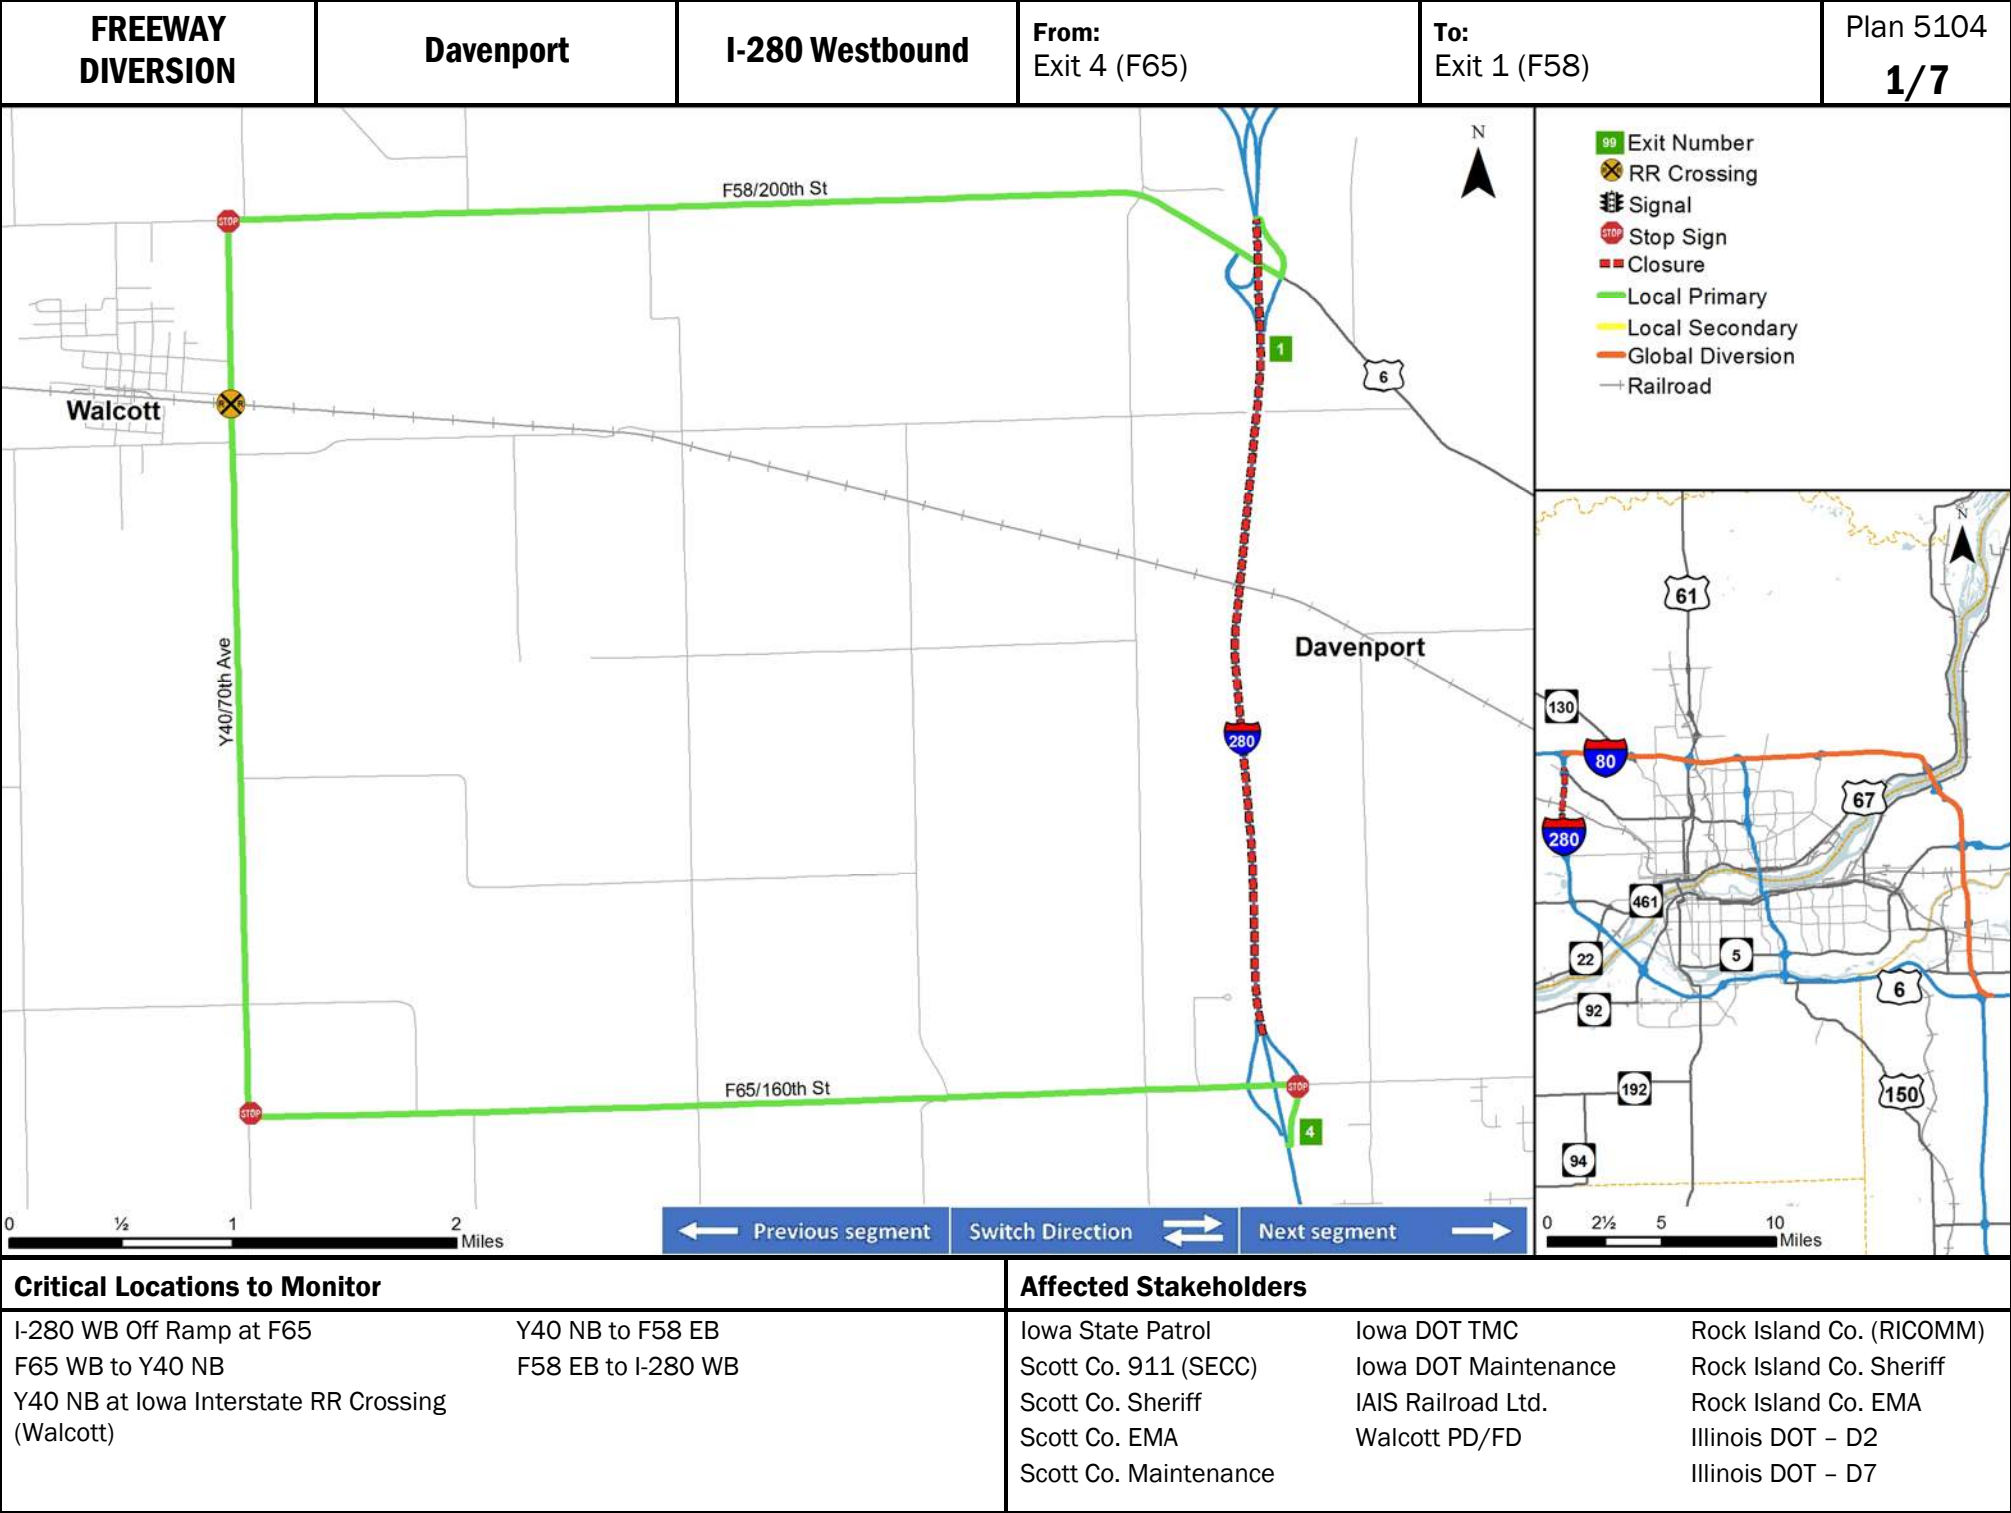 FREEWAY
DIVERSION
Davenport
I-280 Westbound
From:
Exit 4 (F65)
To:
Exit 1 (F58)
Plan 5104
1/7
N
F58/200th St
STOP
1
6
Walcott
R R
Davenport
Y40/70th Ave
280
F65/160th St
STOP
STOP
4
0 ½ 1 2
Miles
Previous segment
Switch Direction
Next segment
99 Exit Number
RR Crossing
Signal
STOP Stop Sign
Closure
Local Primary
Local Secondary
Global Diversion
Railroad
N
61
130
80
67
280
461
22
5
6
92
192
150
94
0 2½ 5 10
Miles
Critical Locations to Monitor
I-280 WB Off Ramp at F65
F65 WB to Y40 NB
Y40 NB at Iowa Interstate RR Crossing
(Walcott)
Y40 NB to F58 EB
F58 EB to I-280 WB
Affected Stakeholders
Iowa State Patrol
Scott Co. 911 (SECC)
Scott Co. Sheriff
Scott Co. EMA
Scott Co. Maintenance
Iowa DOT TMC
Iowa DOT Maintenance
IAIS Railroad Ltd.
Walcott PD/FD
Rock Island Co. (RICOMM)
Rock Island Co. Sheriff
Rock Island Co. EMA
Illinois DOT – D2
Illinois DOT – D7